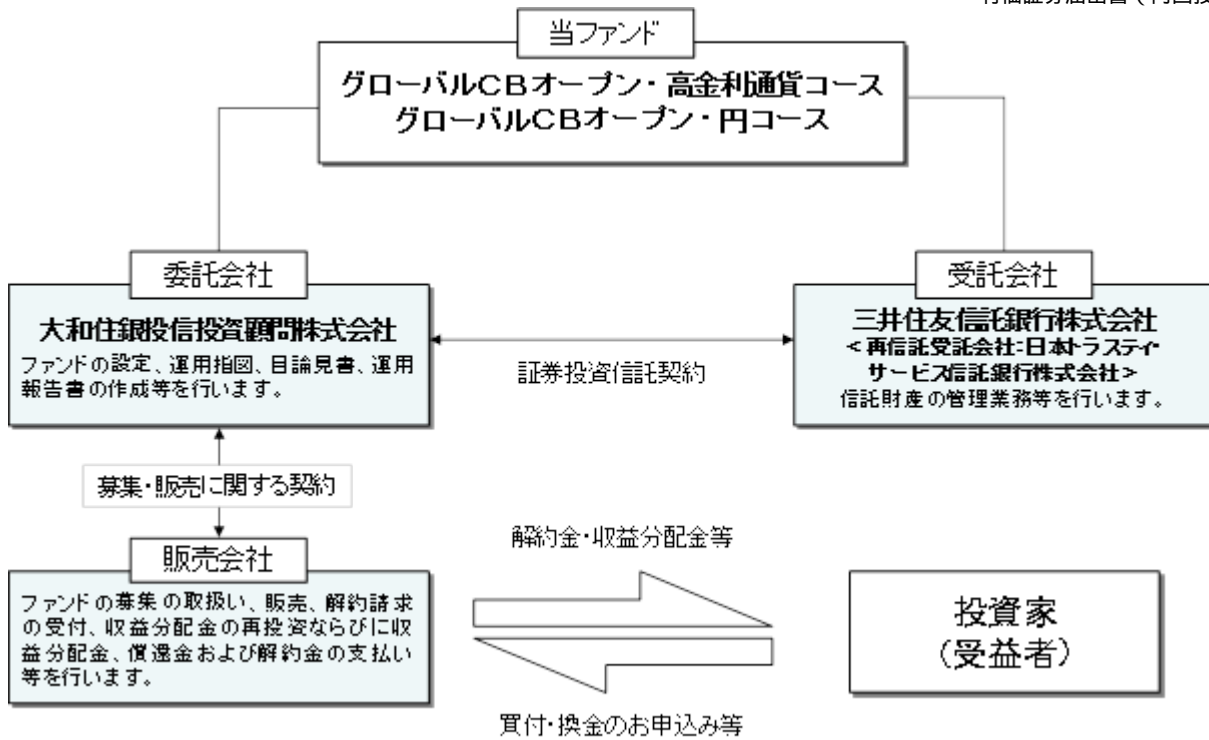 当ファンド
グローバルCBオープン・高金利通貨コース
グローバルCBオープン・円コース
委託会社
大和住銀投信投資顧問株式会社
ファンドの設定、運用指図、目論見書、運用
報告書の作成等を行います。
証券投資信託契約
受託会社
三井住友信託銀行株式会社
<再信託受託会社:日本トラスティ・
サービス信託銀行株式会社>
信託財産の管理業務等を行います。
募集・販売に関する契約
販売会社
ファンドの募集の取扱い、販売、解約請求
の受付、収益分配金の再投資ならびに収
益分配金、償還金および解約金の支払い
等を行います。
解約金・収益分配金等
買付・換金のお申込み等
投資家
(受益者)